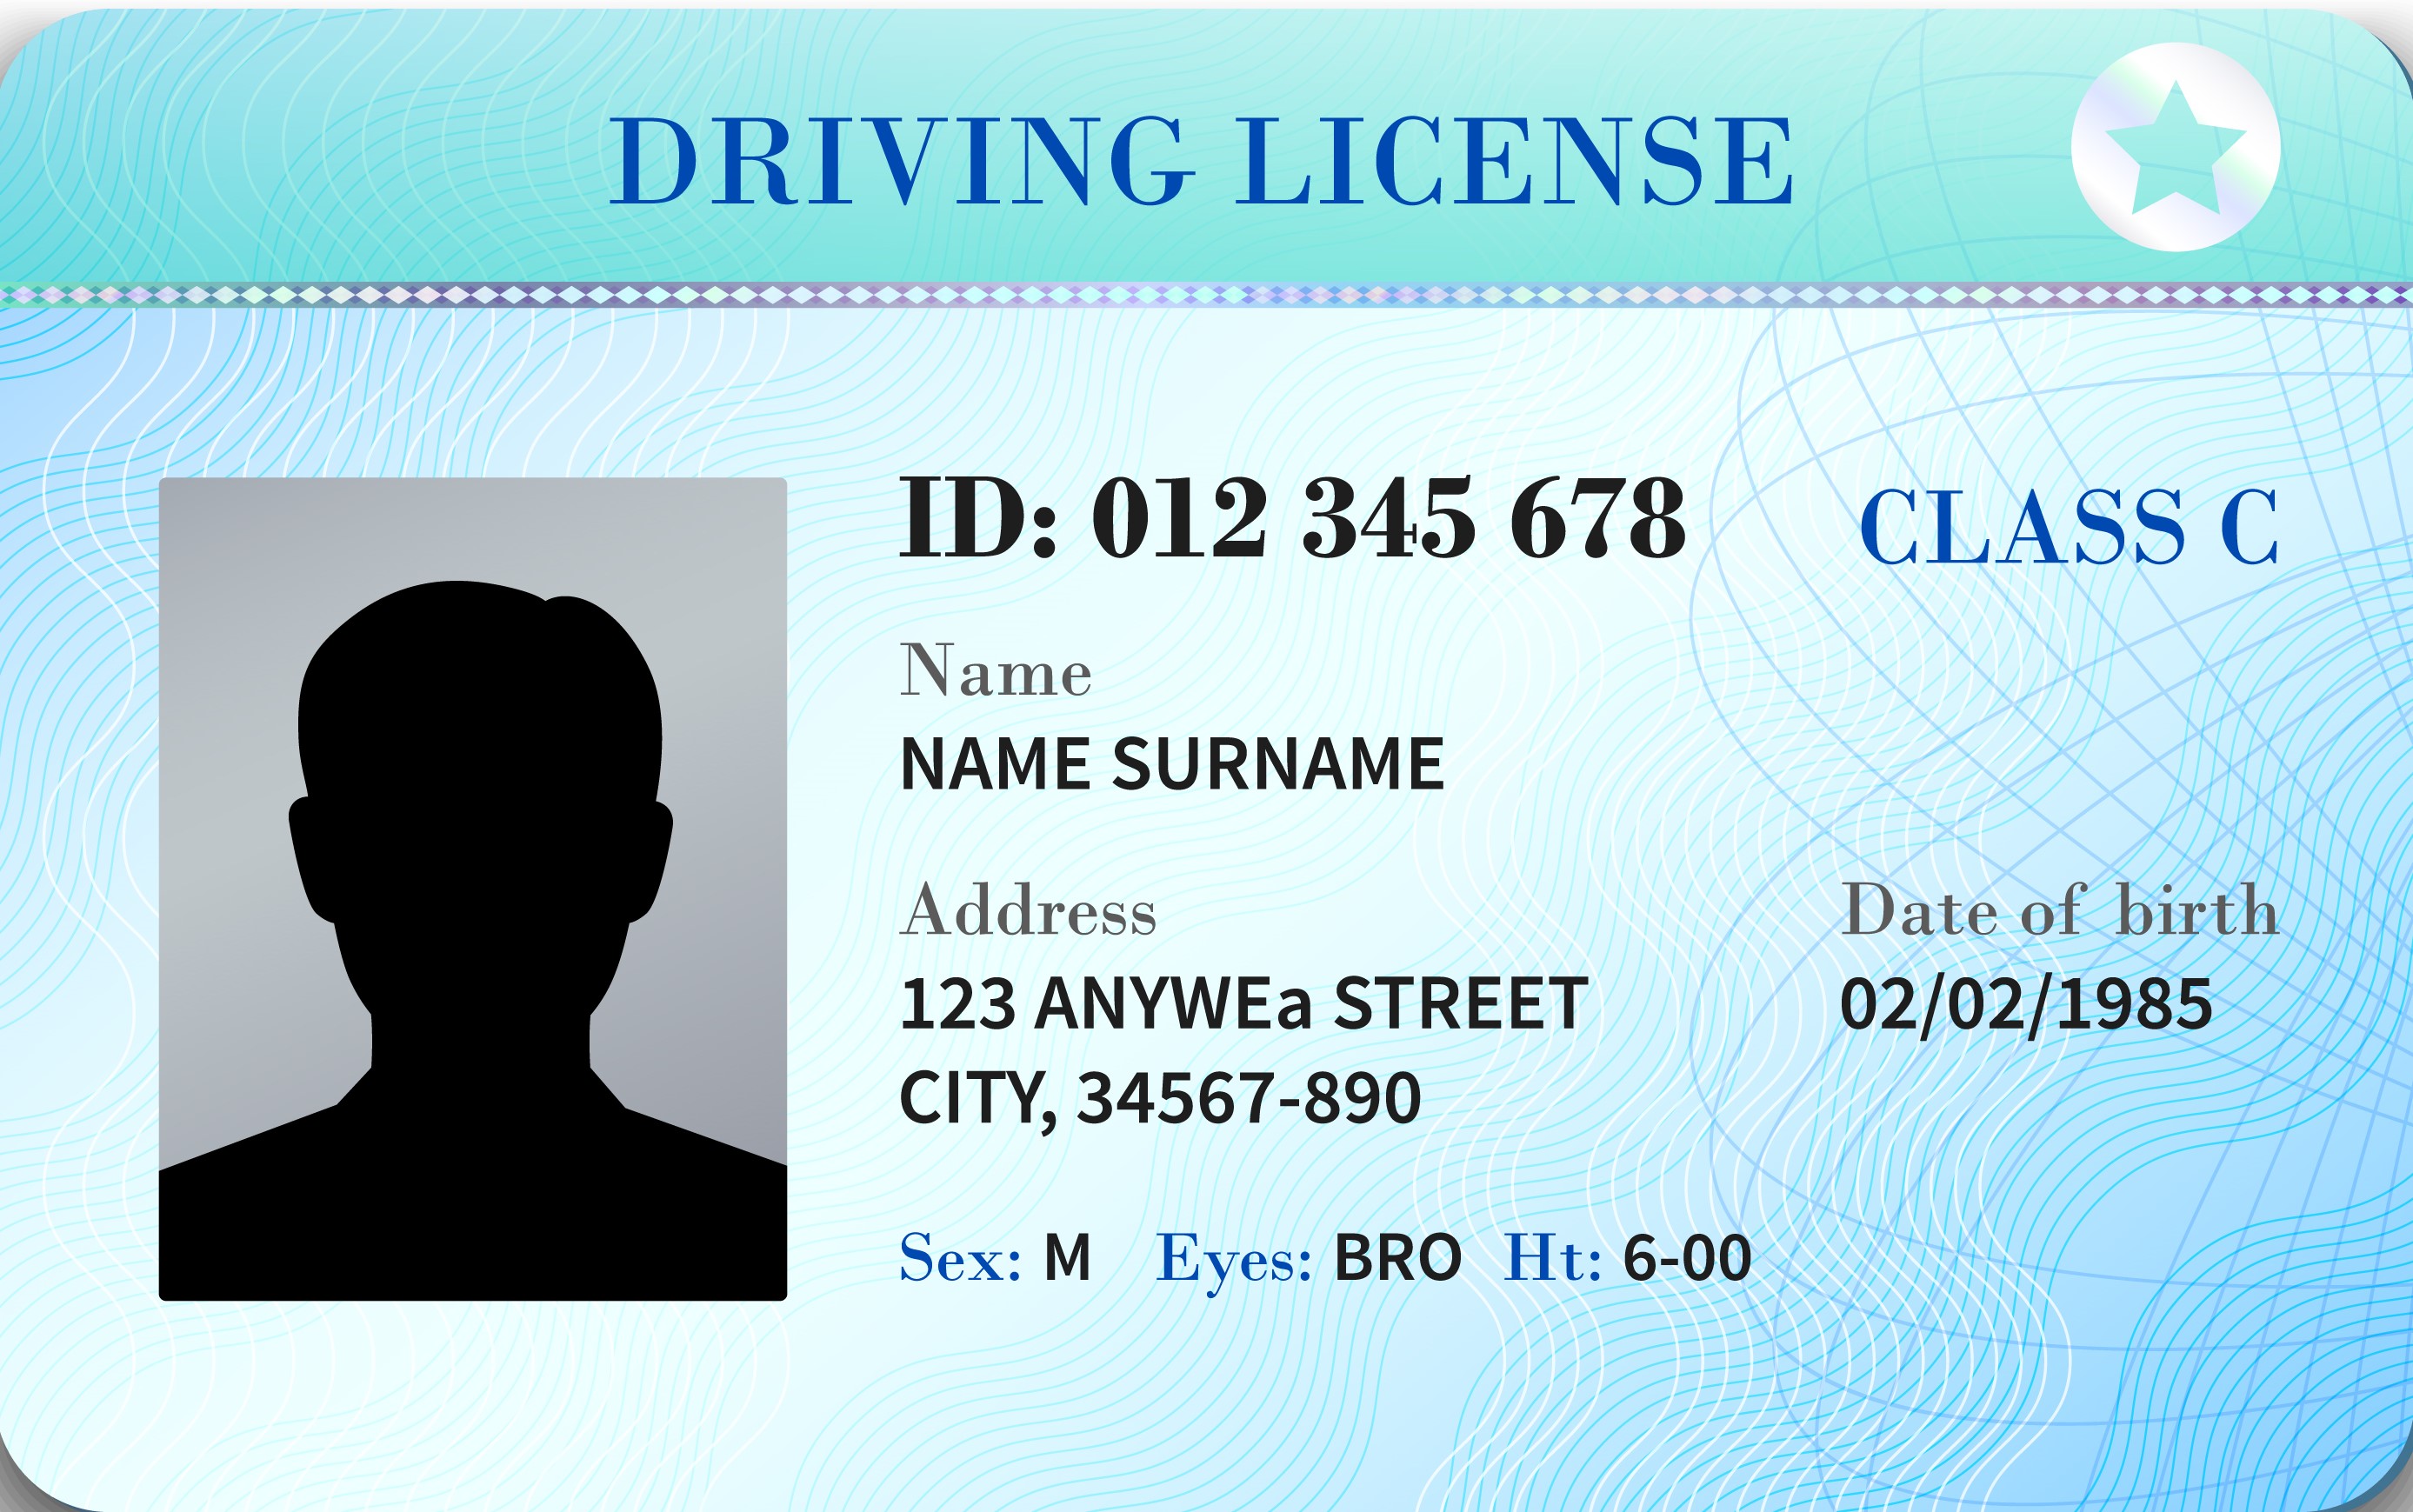 DRIVING LICENSE
ID: 012 345 678
CLASS C
Name
NAME SURNAME
Address
123 ANYWEa STREET
CITY, 34567-890
Date of birth
02/02/1985
Sex: M Eyes: BRO Ht: 6-00